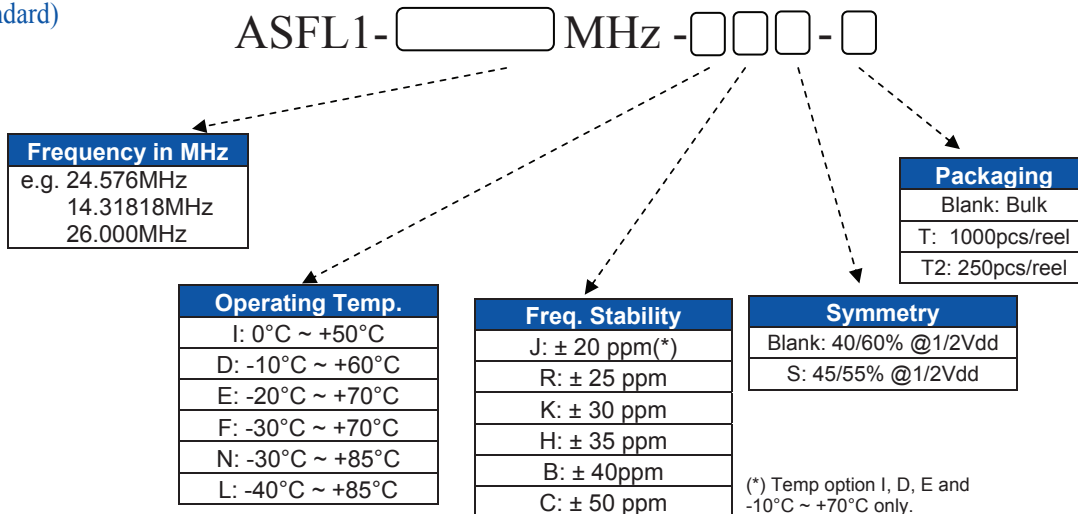 ndard)
ASFL1- MHz - -
Frequency in MHz
e.g. 24.576MHz
14.31818MHz
26.000MHz
Packaging
Blank: Bulk
T: 1000pcs/reel
T2: 250pcs/reel
Operating Temp.
I: 0°C ~ +50°C
D: -10°C ~ +60°C
E: -20°C ~ +70°C
F: -30°C ~ +70°C
N: -30°C ~ +85°C
L: -40°C ~ +85°C
Freq. Stability
J: ± 20 ppm(*)
R: ± 25 ppm
K: ± 30 ppm
H: ± 35 ppm
B: ± 40ppm
C: ± 50 ppm
Symmetry
Blank: 40/60% @1/2Vdd
S: 45/55% @1/2Vdd
(*) Temp option I, D, E and
-10°C ~ +70°C only.